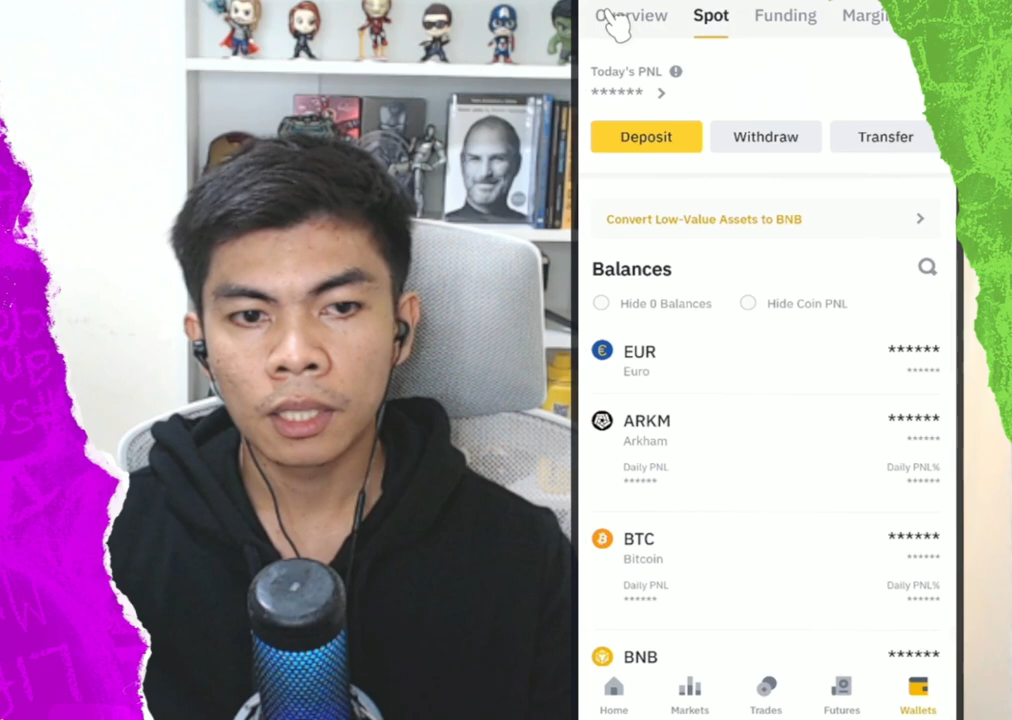 Overview Spot Funding Margin
Today's PNL
****** >
Deposit Withdraw Transfer
Convert Low-Value Assets to BNB >
Balances
Hide 0 Balances Hide Coin PNL
EUR ******
Euro ******
ARKM ******
Arkham ******
Daily PNL Daily PNL%
****** ******
BTC ******
Bitcoin ******
Daily PNL Daily PNL%
****** ******
BNB ******
Home Markets Trades Futures Wallets